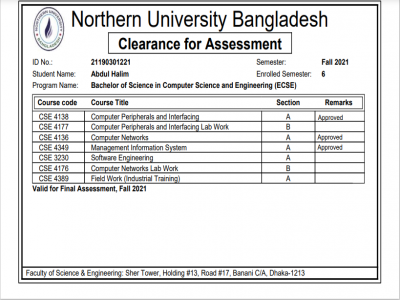 Northern University Bangladesh
Clearance for Assessment
ID No.: 21190301221 Semester: Fall 2021
Student Name: Abdul Halim Enrolled Semester: 6
Program Name: Bachelor of Science in Computer Science and Engineering (ECSE)
Course code Course Title Section Remarks
CSE 4138 Computer Peripherals and Interfacing A Approved
CSE 4177 Computer Peripherals and Interfacing Lab Work B
CSE 4136 Computer Networks A Approved
CSE 4349 Management Information System A Approved
CSE 3230 Software Engineering A
CSE 4176 Computer Networks Lab Work B
CSE 4389 Field Work (Industrial Training) A
Valid for Final Assessment, Fall 2021
Faculty of Science & Engineering: Sher Tower, Holding #13, Road #17, Banani C/A, Dhaka-1213